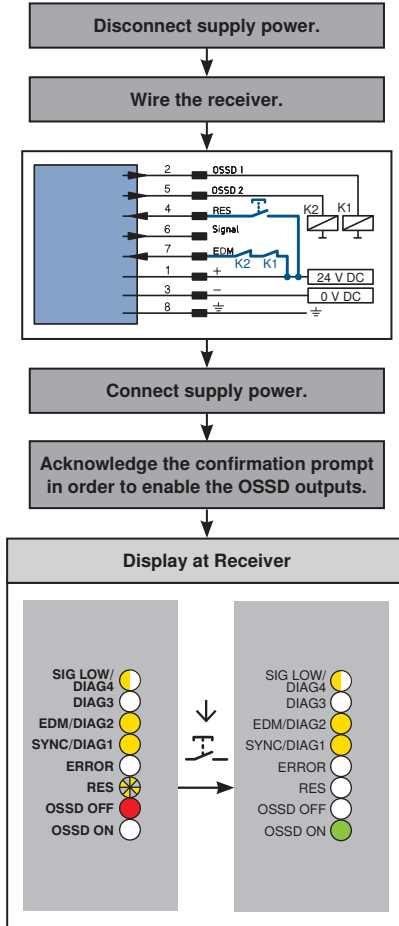 Disconnect supply power.
Wire the receiver.
2 OSSD 1
5 OSSD 2
4 RES
6 Signal
7 EDM
1 +
3 –
8
K2 K1
K2 K1
24 V DC
0 V DC
Connect supply power.
Acknowledge the confirmation prompt
in order to enable the OSSD outputs.
Display at Receiver
SIG LOW/
DIAG4
DIAG3
EDM/DIAG2
SYNC/DIAG1
ERROR
RES
OSSD OFF
OSSD ON
SIG LOW/
DIAG4
DIAG3
EDM/DIAG2
SYNC/DIAG1
ERROR
RES
OSSD OFF
OSSD ON